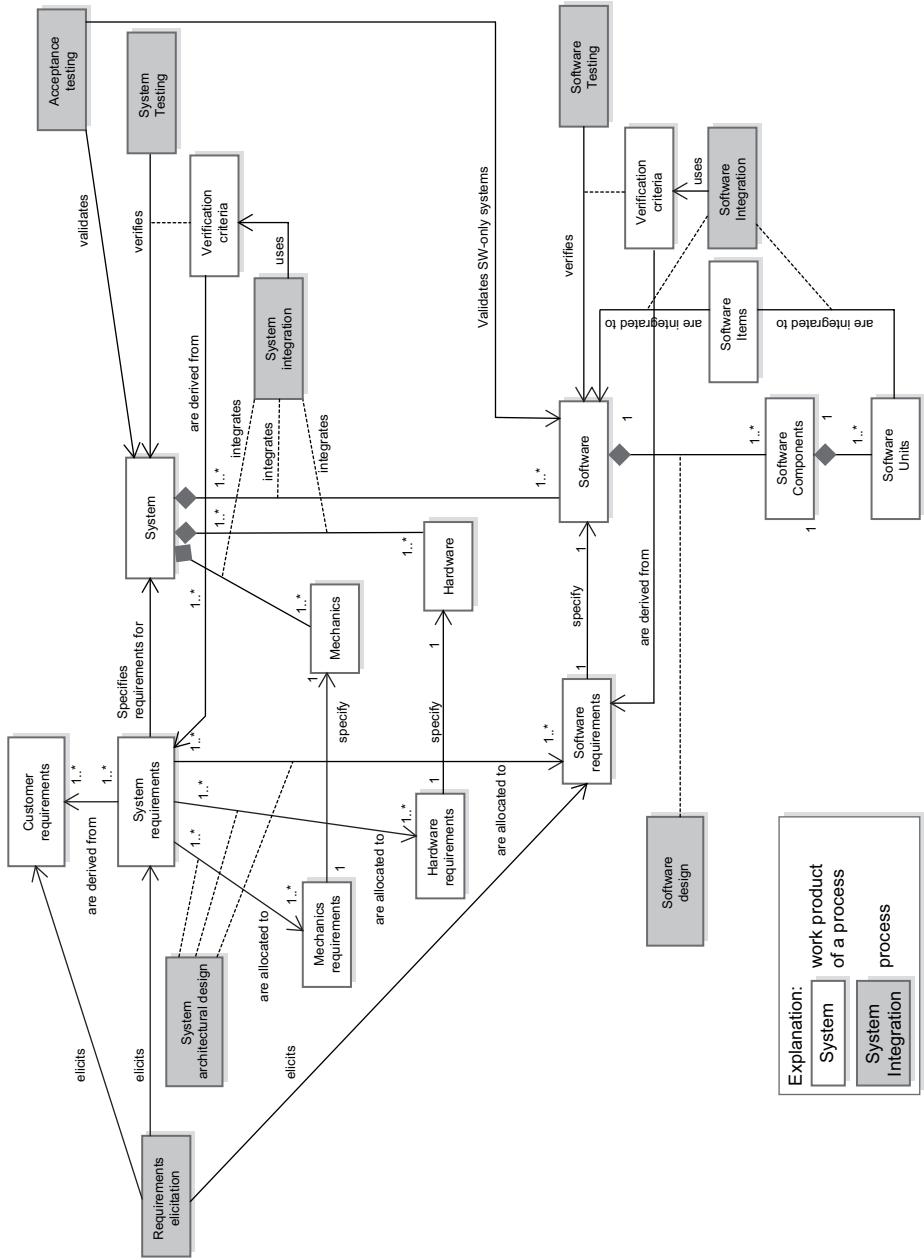 Acceptance
testing
System
Testing
validates
verifies
Verification
criteria
uses
System
integration
are derived from
integrates
integrates
integrates
Validates SW-only systems
Software
Testing
verifies
Verification
criteria
uses
Software
Integration
are integrated to
are integrated to
Software
Items
System
1..*
1..*
1..*
1..*
1..*
1..*
Mechanics
Hardware
Software
1
1..*
Software
Components
1
1
1..*
Software
Units
Specifies
requirements for
1
specify
1
1
specify
1
1
specify
1
are derived from
Customer
requirements
1..*
1..*
are derived from
System
requirements
1..*
1..*
1..*
1..*
1..*
1..*
are allocated to
are allocated to
are allocated to
Mechanics
requirements
Hardware
requirements
Software
requirements
System
architectural design
Software
design
elicits
elicits
elicits
Requirements
elicitation
Explanation:
System
work product
of a process
System
Integration
process